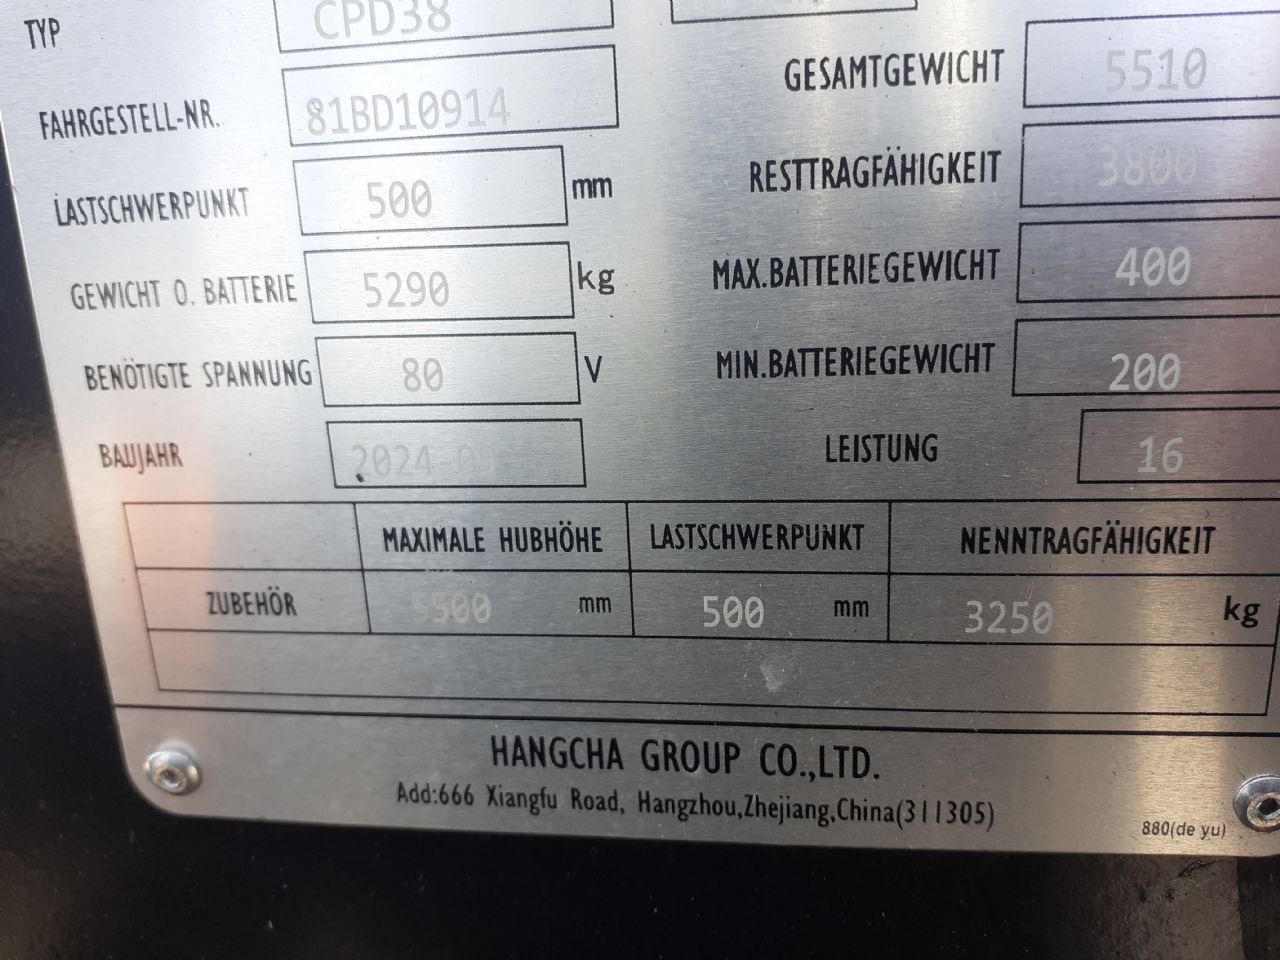 TYP CPD38
GESAMTGEWICHT 5510
FAHRGESTELL-NR. 81BD10914
RESTTRAGFÄHIGKEIT 3800
LASTSCHWERPUNKT 500 mm
MAX.BATTERIEGEWICHT 400
GEWICHT O. BATTERIE 5290 kg
MIN.BATTERIEGEWICHT 200
BENÖTIGTE SPANNUNG 80 V
LEISTUNG 16
BAUJAHR
MAXIMALE HUBHÖHE LASTSCHWERPUNKT NENNTRAGFÄHIGKEIT
ZUBEHÖR 5500 mm 500 mm 3250 kg
HANGCHA GROUP CO.,LTD.
Add:666 Xiangfu Road, Hangzhou,Zhejiang,China(311305)
880(de yu)